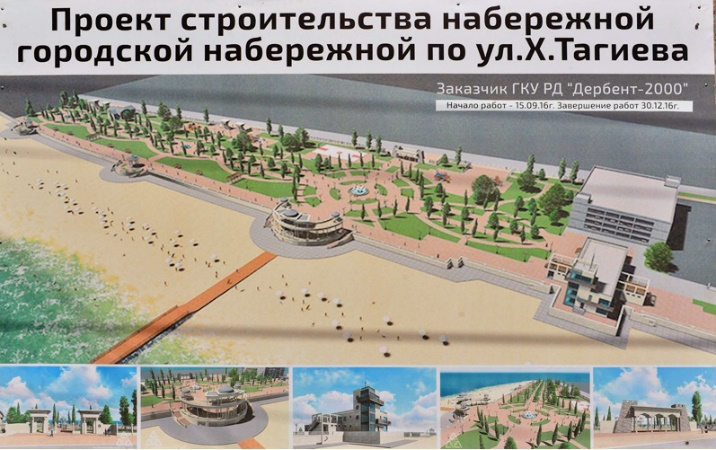 Проект строительства набережной
городской набережной по ул.Х.Тагиева
Заказчик ГКУ РД "Дербент-2000"
Начало работ - 15.09.16г. Завершение работ 30.12.16г.